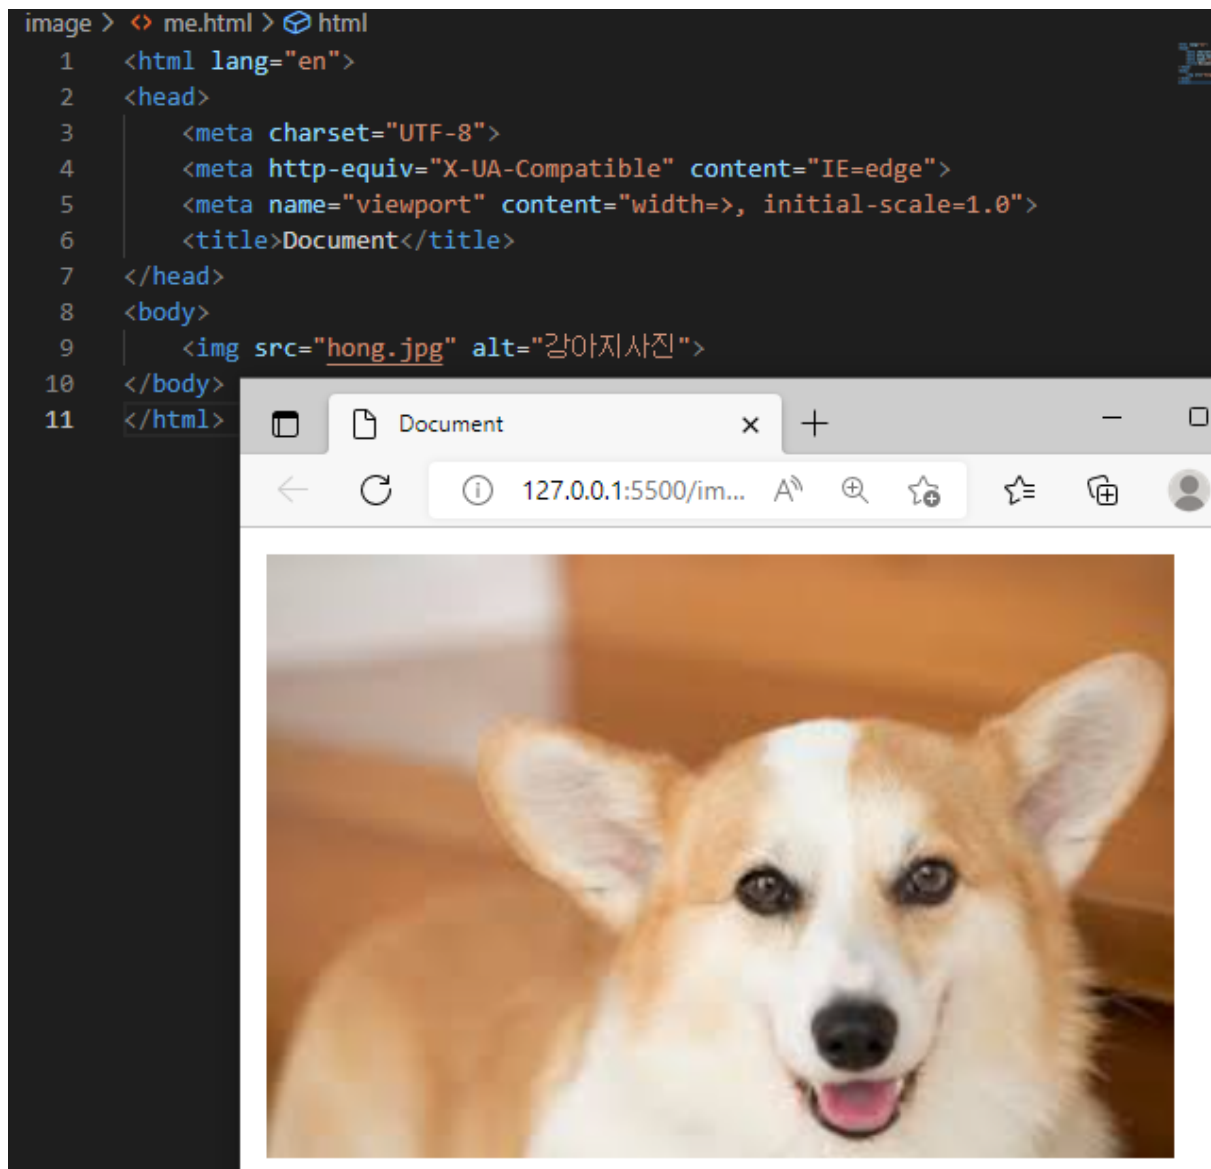 image > me.html > html
1 <html lang="en">
2 <head>
3 <meta charset="UTF-8">
4 <meta http-equiv="X-UA-Compatible" content="IE=edge">
5 <meta name="viewport" content="width=>, initial-scale=1.0">
6 <title>Document</title>
7 </head>
8 <body>
9 <img src="hong.jpg" alt="강아지사진">
10 </body>
11 </html>
Document
127.0.0.1:5500/im...